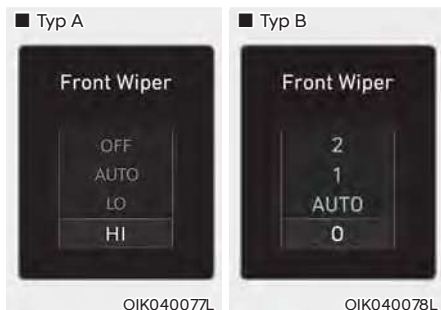 ■ Typ A
Front Wiper
OFF
AUTO
LO
HI
OIK040077L
■ Typ B
Front Wiper
2
1
AUTO
0
OIK040078L